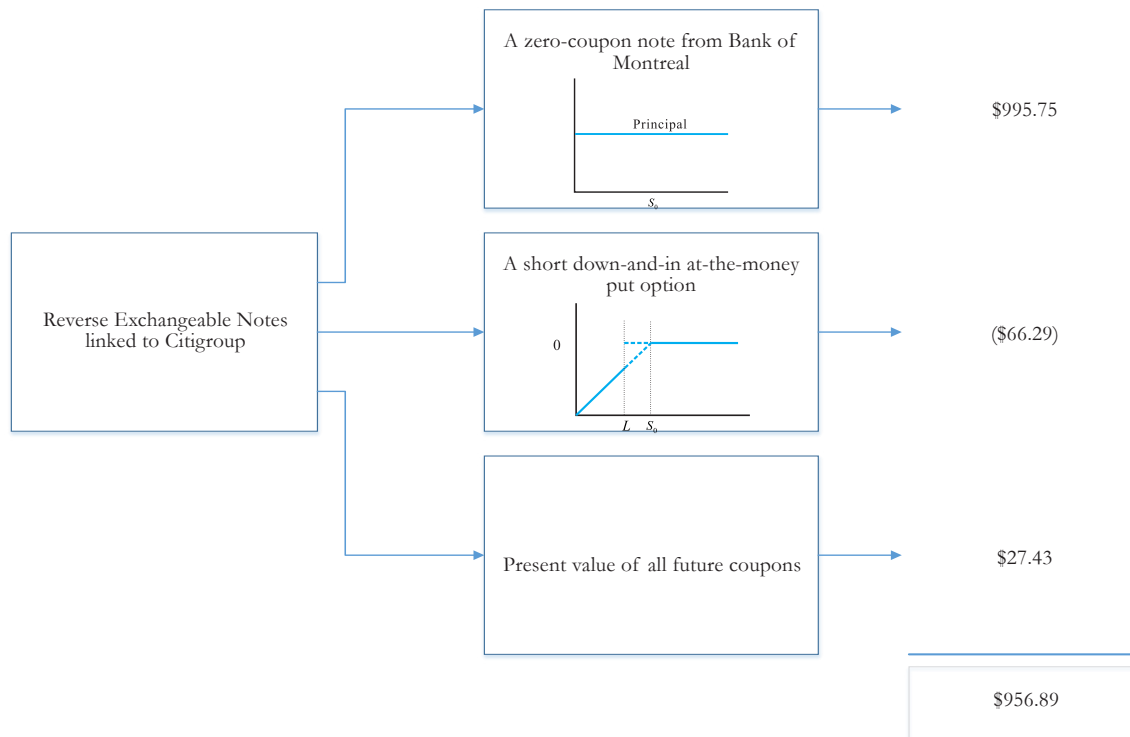 A zero-coupon note from Bank of
Montreal
Principal
S₀
$995.75
Reverse Exchangeable Notes
linked to Citigroup
A short down-and-in at-the-money
put option
0
L S₀
($66.29)
Present value of all future coupons
$27.43
$956.89